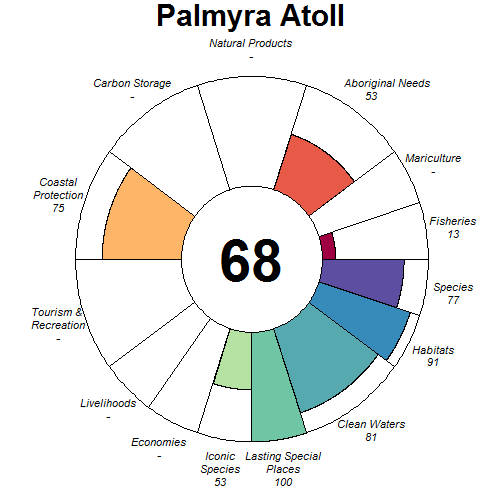 Palmyra Atoll
Natural Products
-
Carbon Storage
-
Aboriginal Needs
53
Mariculture
-
Coastal
Protection
75
Fisheries
13
68
Species
77
Tourism &
Recreation
-
Habitats
91
Livelihoods
-
Clean Waters
81
Economies
-
Iconic
Species
53
Lasting Special
Places
100